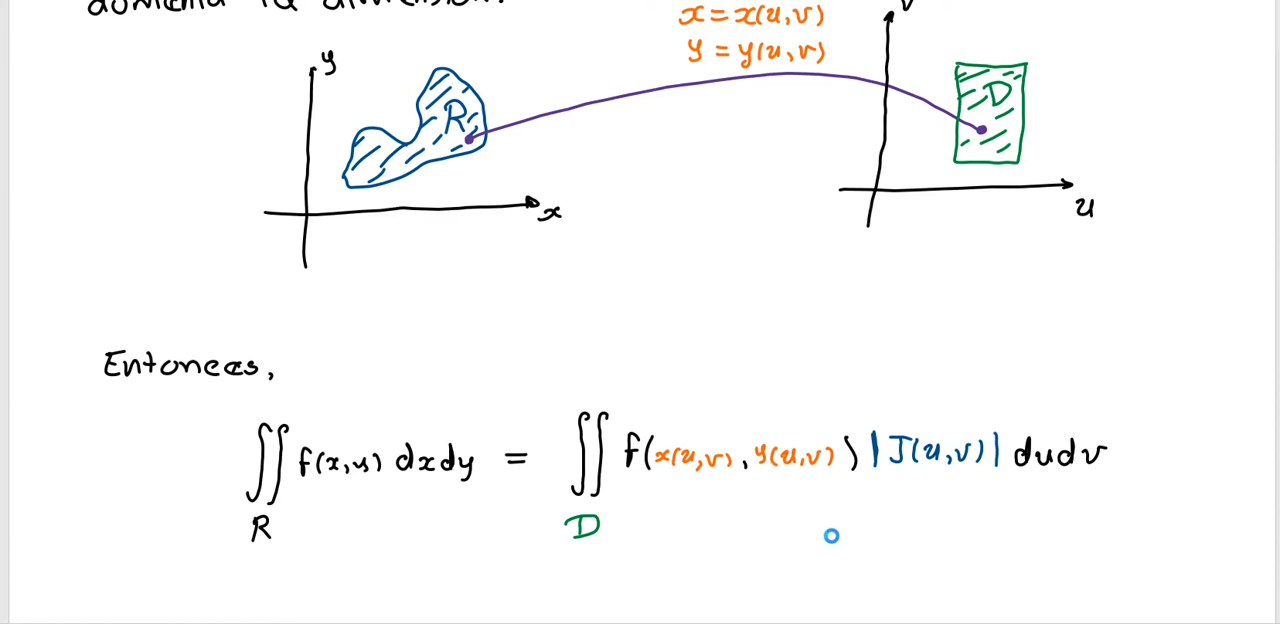 x = x(u,v)
y = y(u,v)
y
R
x
v
D
u
Entonces,
∬ f(x,y) dxdy = ∬ f(x(u,v), y(u,v)) |J(u,v)| dudv
R D